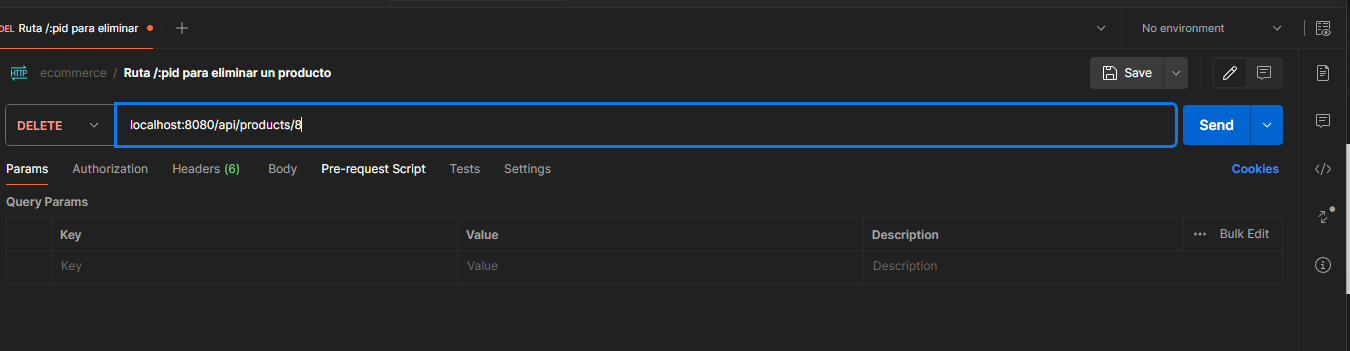 DEL Ruta /:pid para eliminar
No environment
HTTP ecommerce / Ruta /:pid para eliminar un producto
Save
DELETE localhost:8080/api/products/8 Send
Params Authorization Headers (6) Body Pre-request Script Tests Settings Cookies
Query Params
Key Value Description Bulk Edit
Key Value Description